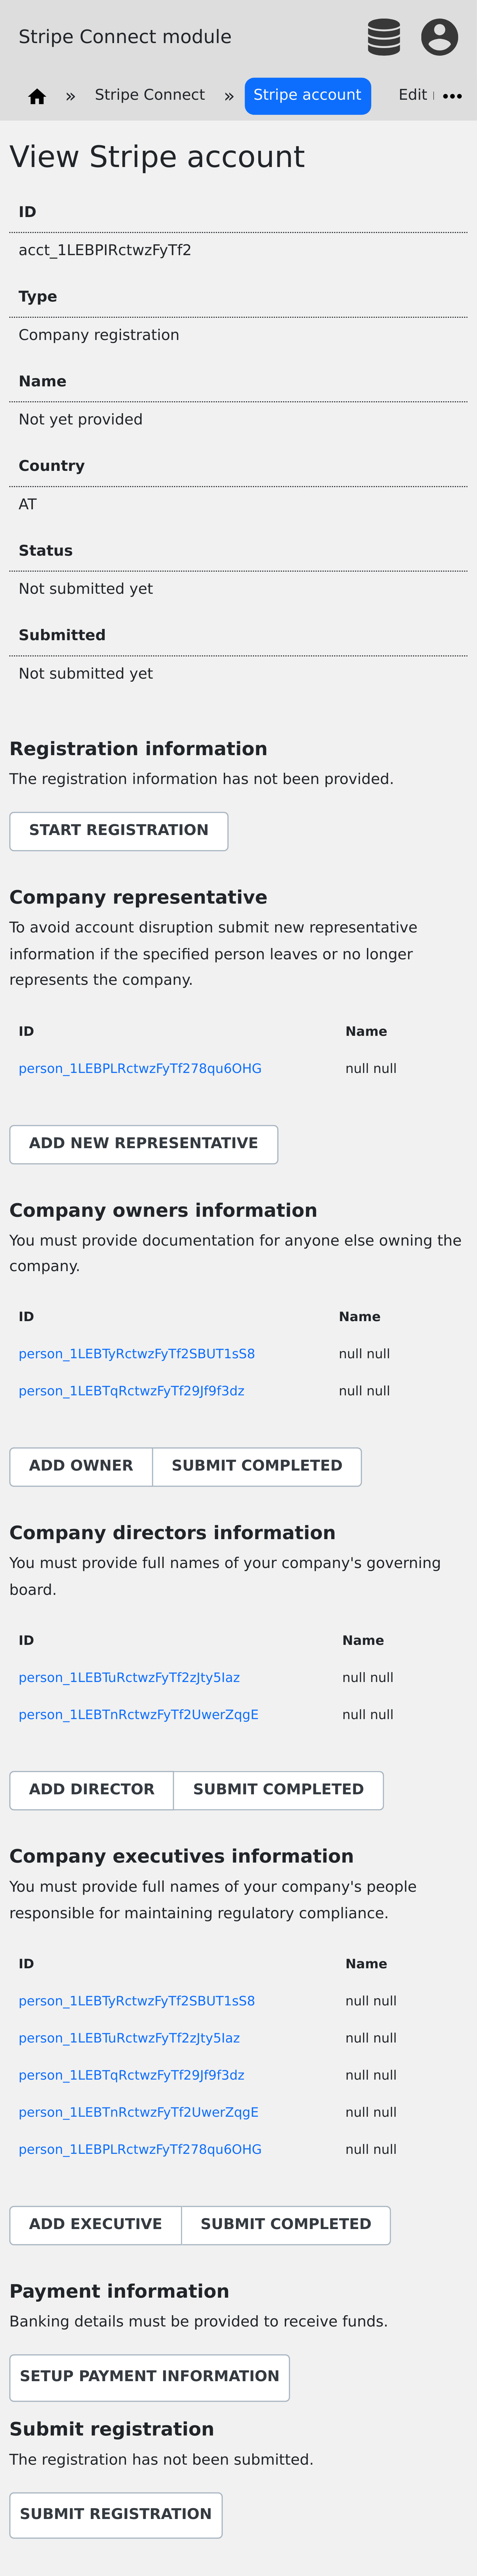 Stripe Connect module
» Stripe Connect » Stripe account Edit
View Stripe account
ID
acct_1LEBPIRctwzFyTf2
Type
Company registration
Name
Not yet provided
Country
AT
Status
Not submitted yet
Submitted
Not submitted yet
Registration information
The registration information has not been provided.
START REGISTRATION
Company representative
To avoid account disruption submit new representative
information if the specified person leaves or no longer
represents the company.
ID Name
person_1LEBPLRctwzFyTf278qu6OHG null null
ADD NEW REPRESENTATIVE
Company owners information
You must provide documentation for anyone else owning the
company.
ID Name
person_1LEBTyRctwzFyTf2SBUT1sS8 null null
person_1LEBTqRctwzFyTf29Jf9f3dz null null
ADD OWNER SUBMIT COMPLETED
Company directors information
You must provide full names of your company's governing
board.
ID Name
person_1LEBTuRctwzFyTf2zJty5Iaz null null
person_1LEBTnRctwzFyTf2UwerZqgE null null
ADD DIRECTOR SUBMIT COMPLETED
Company executives information
You must provide full names of your company's people
responsible for maintaining regulatory compliance.
ID Name
person_1LEBTyRctwzFyTf2SBUT1sS8 null null
person_1LEBTuRctwzFyTf2zJty5Iaz null null
person_1LEBTqRctwzFyTf29Jf9f3dz null null
person_1LEBTnRctwzFyTf2UwerZqgE null null
person_1LEBPLRctwzFyTf278qu6OHG null null
ADD EXECUTIVE SUBMIT COMPLETED
Payment information
Banking details must be provided to receive funds.
SETUP PAYMENT INFORMATION
Submit registration
The registration has not been submitted.
SUBMIT REGISTRATION